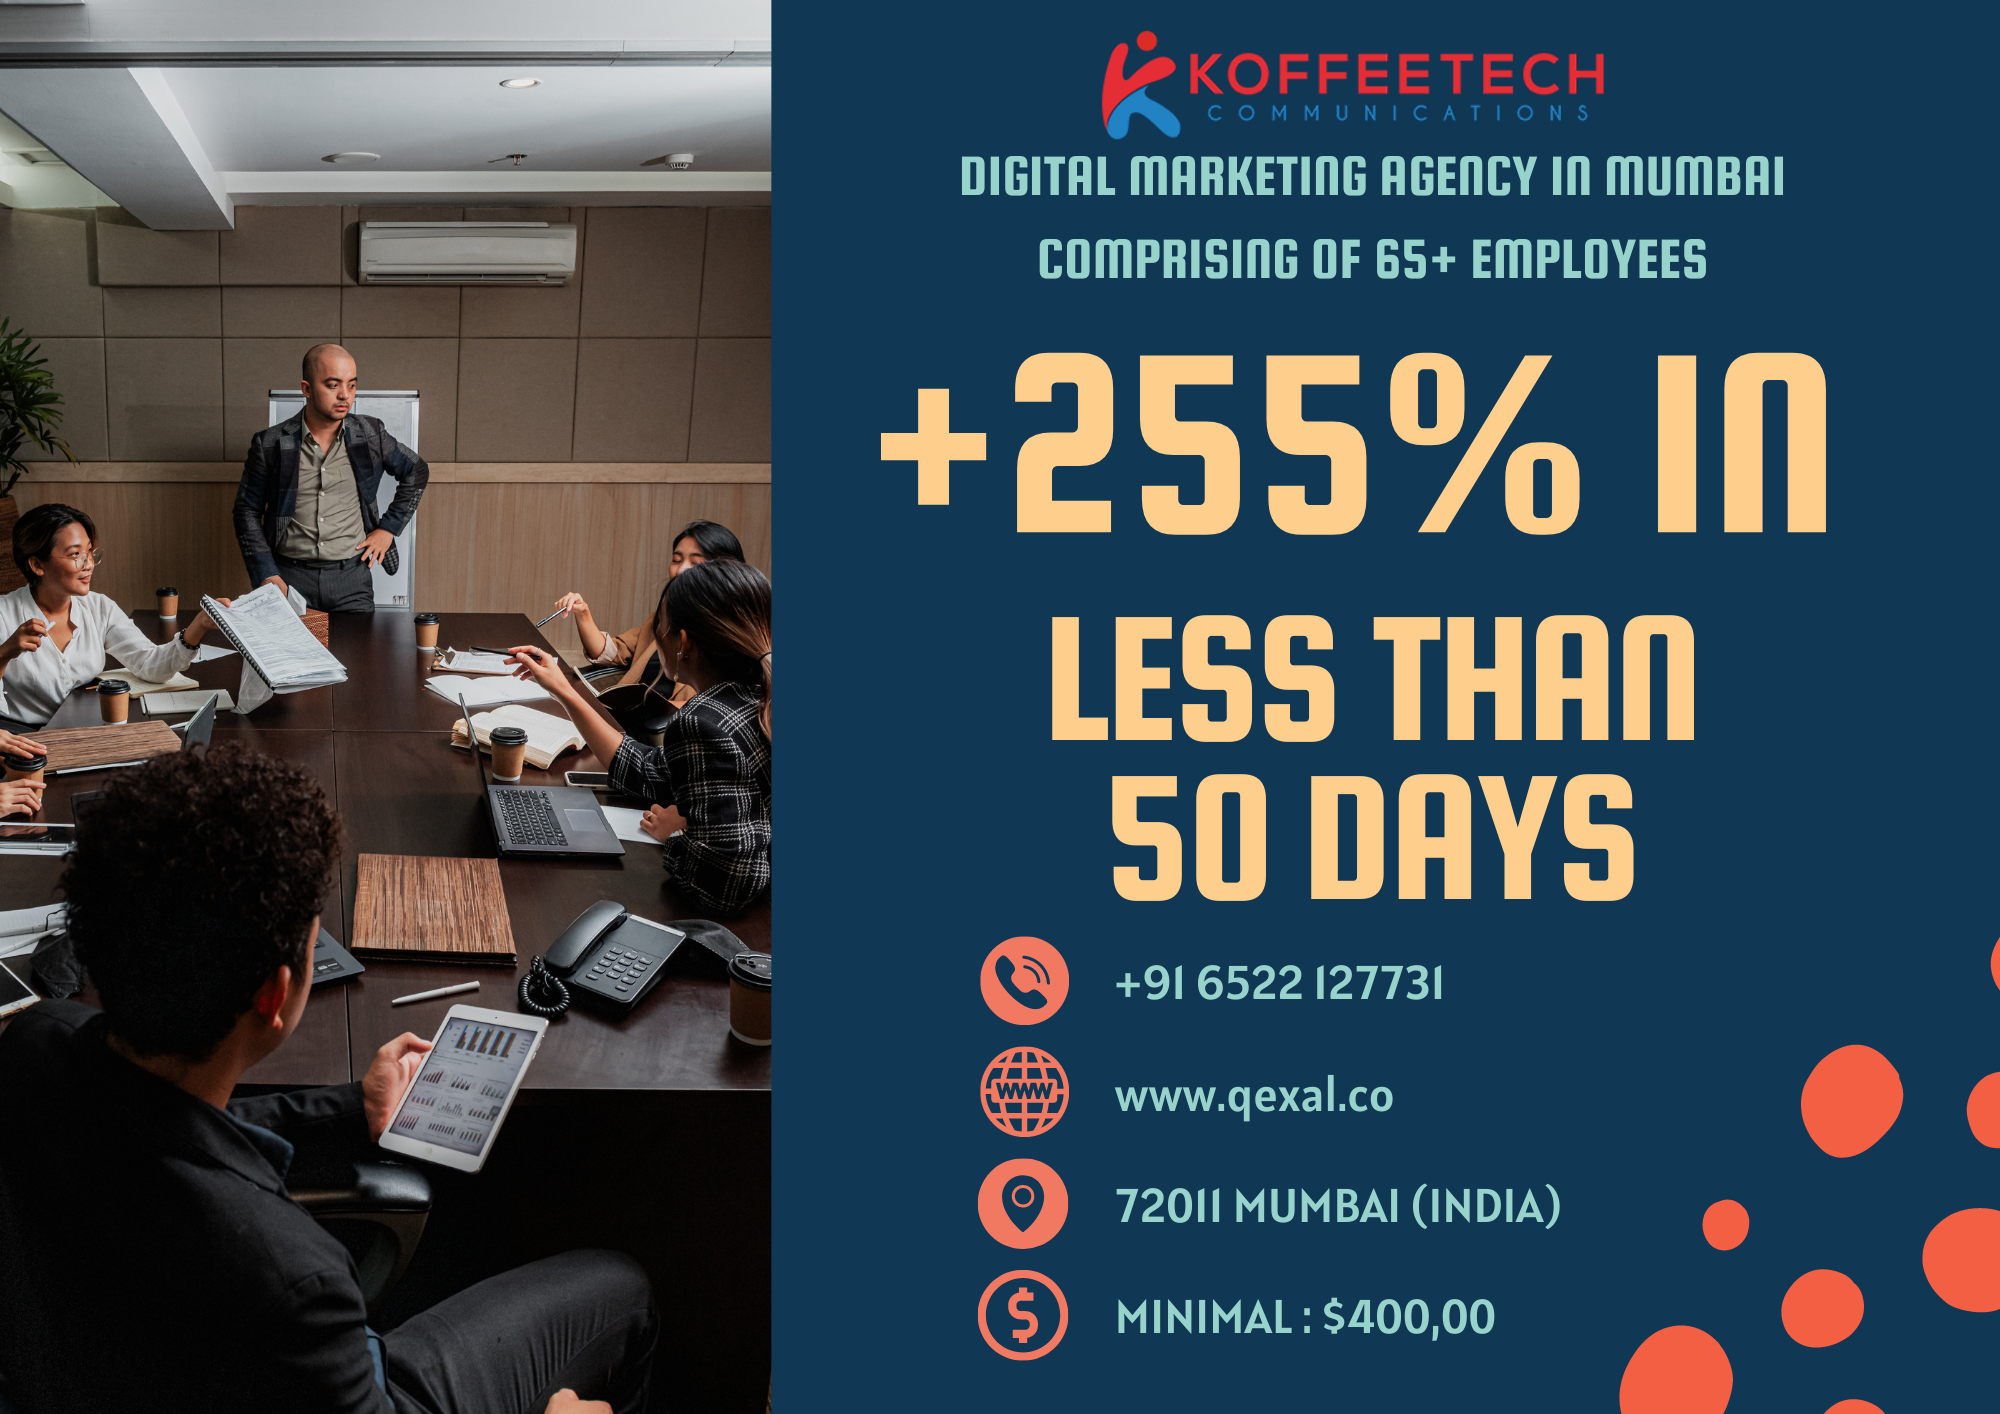 KOFFEETECH
COMMUNICATIONS
DIGITAL MARKETING AGENCY IN MUMBAI
COMPRISING OF 65+ EMPLOYEES
+255% IN
LESS THAN
50 DAYS
+91 6522 127731
WWW
www.qexal.co
72011 MUMBAI (INDIA)
MINIMAL : $400,00